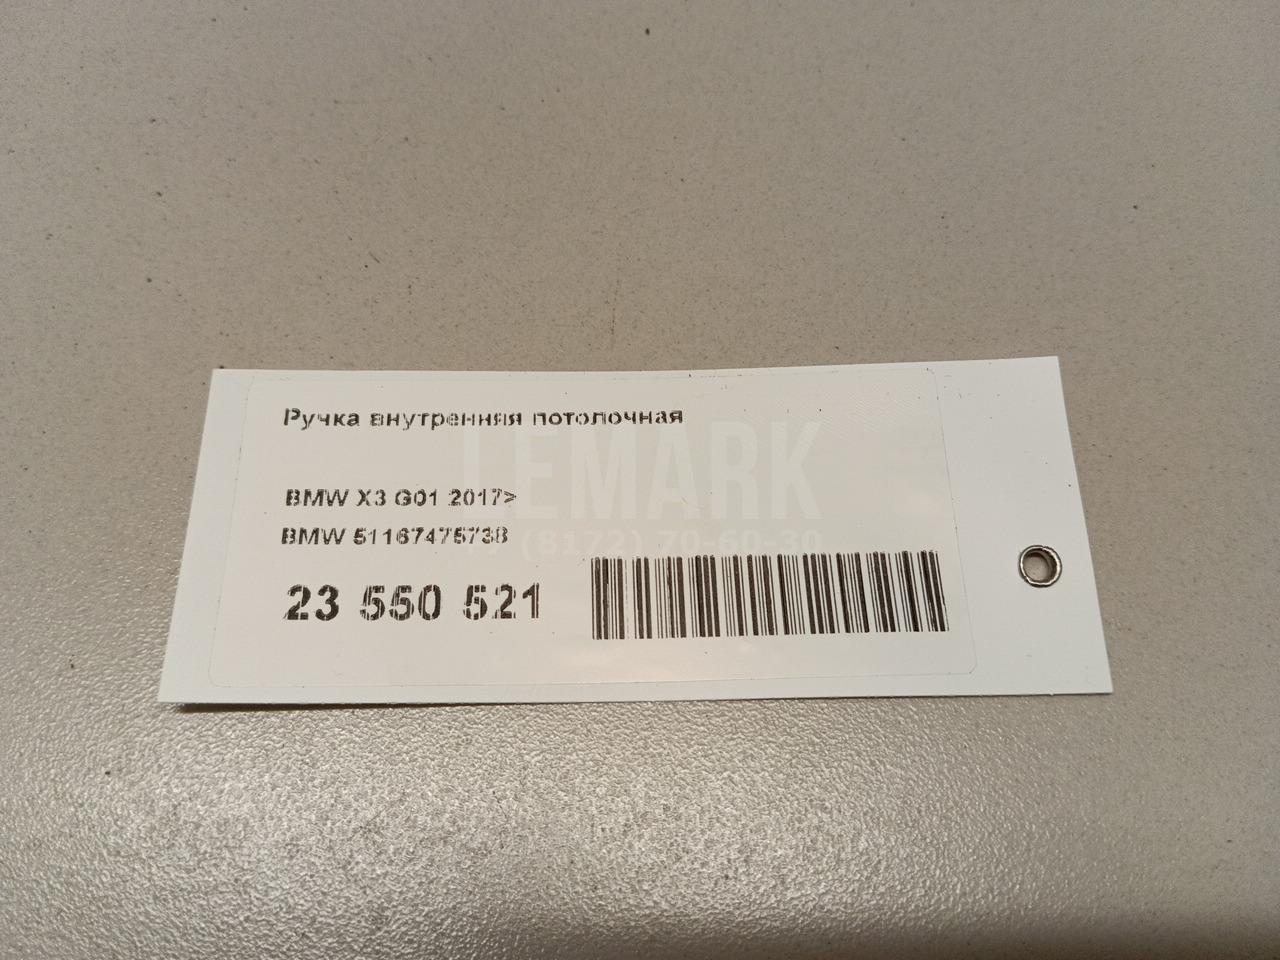 Ручка внутренняя потолочная
LEMARK
BMW X3 G01 2017>
BMW 51167475738
(8172) 70-60-30
23 550 521